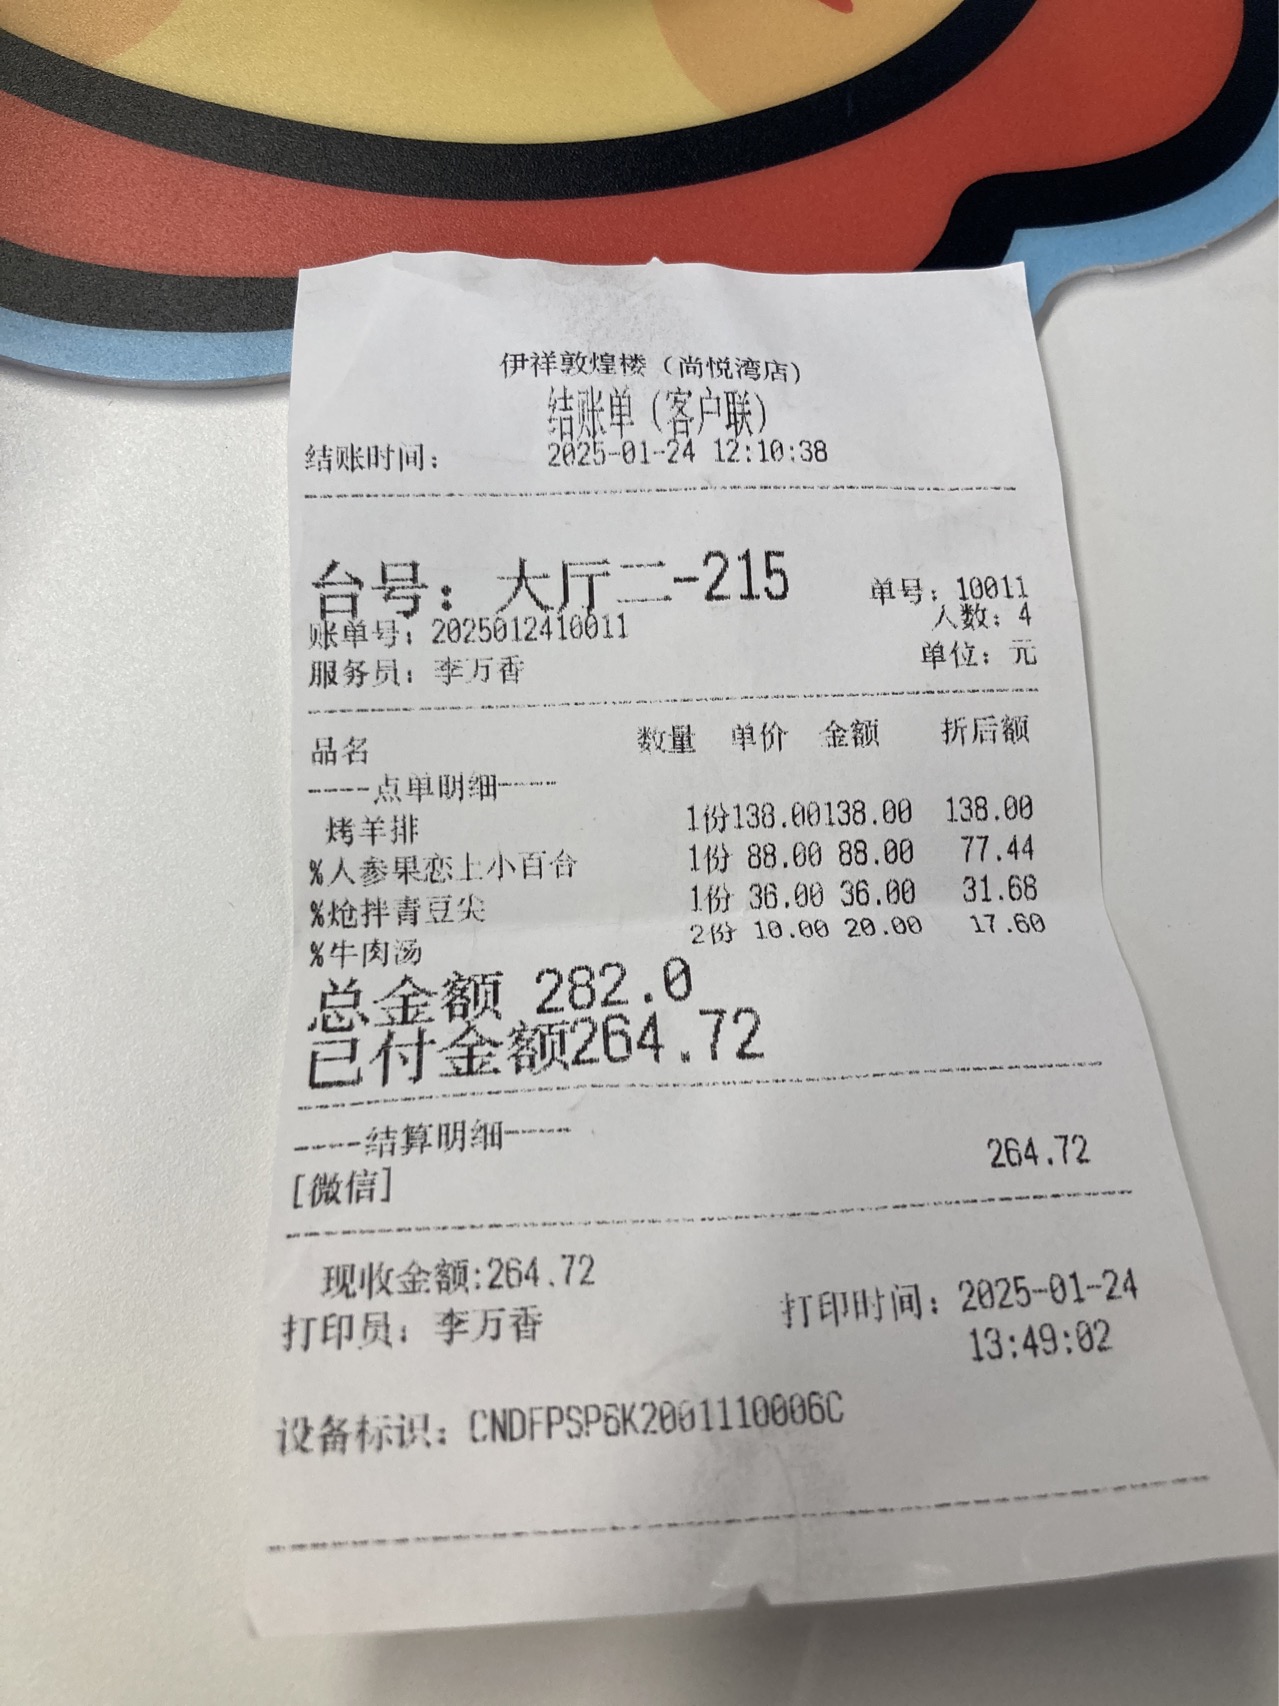 伊祥敦煌楼（尚悦湾店）
结账单（客户联）
结账时间： 2025-01-24 12:10:38
台号：大厅二-215 单号：10011
账单号：2025012410011 人数：4
服务员：李万香 单位：元
品名 数量 单价 金额 折后额
----点单明细----
烤羊排 1份138.00138.00 138.00
%人参果恋上小百合 1份 88.00 88.00 77.44
%炝拌青豆尖 1份 36.00 36.00 31.68
%牛肉汤 2份 10.00 20.00 17.60
总金额 282.0
已付金额264.72
----结算明细----
[微信] 264.72
现收金额:264.72
打印员：李万香 打印时间：2025-01-24
13:49:02
设备标识：CNDFPSP6K2001110006C